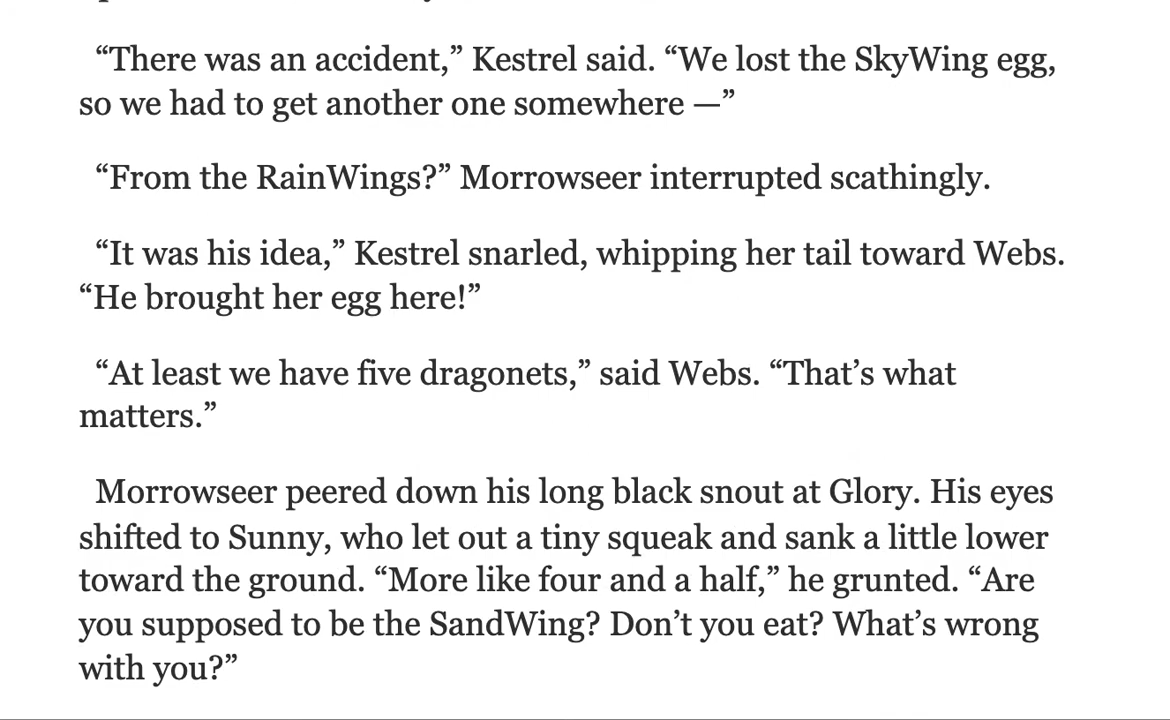 “There was an accident,” Kestrel said. “We lost the SkyWing egg,
so we had to get another one somewhere —”
“From the RainWings?” Morrowseer interrupted scathingly.
“It was his idea,” Kestrel snarled, whipping her tail toward Webs.
“He brought her egg here!”
“At least we have five dragonets,” said Webs. “That’s what
matters.”
Morrowseer peered down his long black snout at Glory. His eyes
shifted to Sunny, who let out a tiny squeak and sank a little lower
toward the ground. “More like four and a half,” he grunted. “Are
you supposed to be the SandWing? Don’t you eat? What’s wrong
with you?”